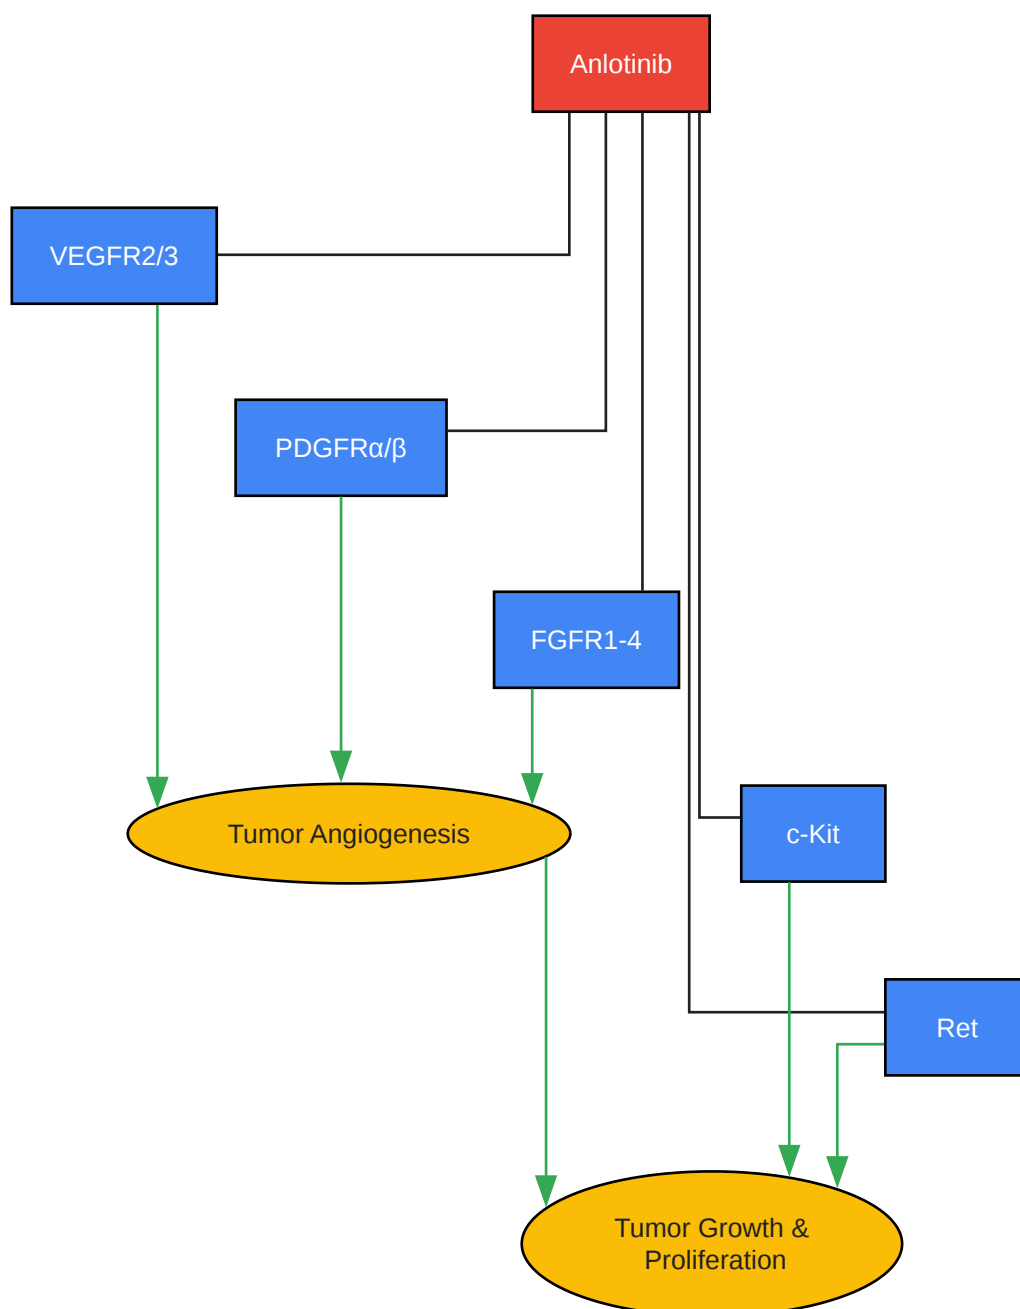 Anlotinib
VEGFR2/3
PDGFRα/β
FGFR1-4
Tumor Angiogenesis
c-Kit
Ret
Tumor Growth &
Proliferation